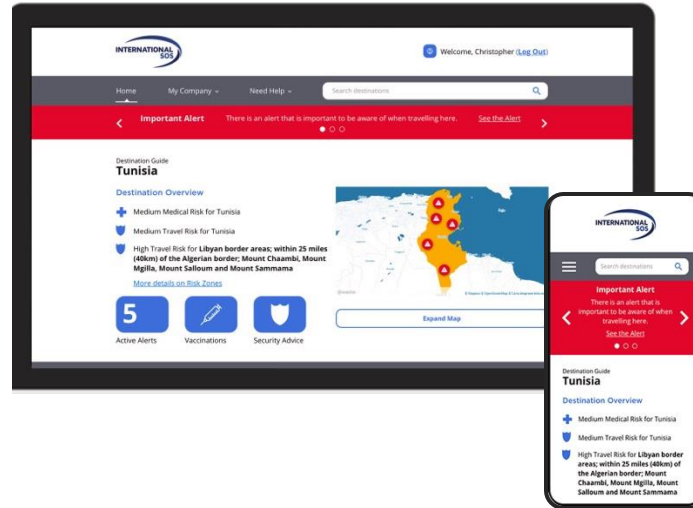 INTERNATIONAL
SOS
Welcome, Christopher (Log Out)
Home My Company Need Help Search destinations
Important Alert There is an alert that is important to be aware of when travelling here. See the Alert
Destination Guide
Tunisia
Destination Overview
Medium Medical Risk for Tunisia
Medium Travel Risk for Tunisia
High Travel Risk for Libyan border areas; within 25 miles
(40km) of the Algerian border; Mount Chaambi, Mount
Mgilla, Mount Salloum and Mount Sammama
More details on Risk Zones
5
Active Alerts Vaccinations Security Advice
Expand Map
INTERNATIONAL
SOS
Search destinations
Important Alert
There is an alert that is
important to be aware of when
travelling here.
See the Alert
Destination Guide
Tunisia
Destination Overview
Medium Medical Risk for Tunisia
Medium Travel Risk for Tunisia
High Travel Risk for Libyan border
areas; within 25 miles (40km) of
the Algerian border; Mount
Chaambi, Mount Mgilla, Mount
Salloum and Mount Sammama